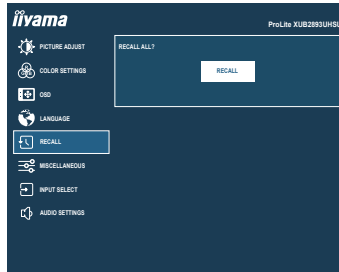 iiyama
ProLite XUB2893UHSU
PICTURE ADJUST
RECALL ALL?
RECALL
COLOR SETTINGS
OSD
LANGUAGE
RECALL
MISCELLANEOUS
INPUT SELECT
AUDIO SETTINGS